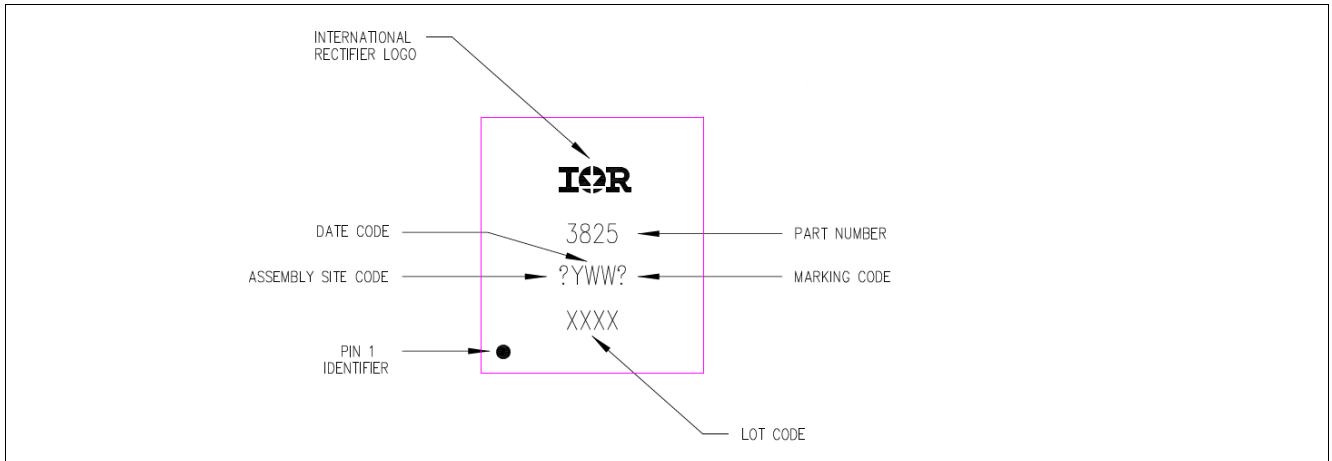 INTERNATIONAL
RECTIFIER LOGO
IOR
3825
DATE CODE
PART NUMBER
ASSEMBLY SITE CODE
?YWW?
MARKING CODE
XXXX
PIN 1
IDENTIFIER
LOT CODE